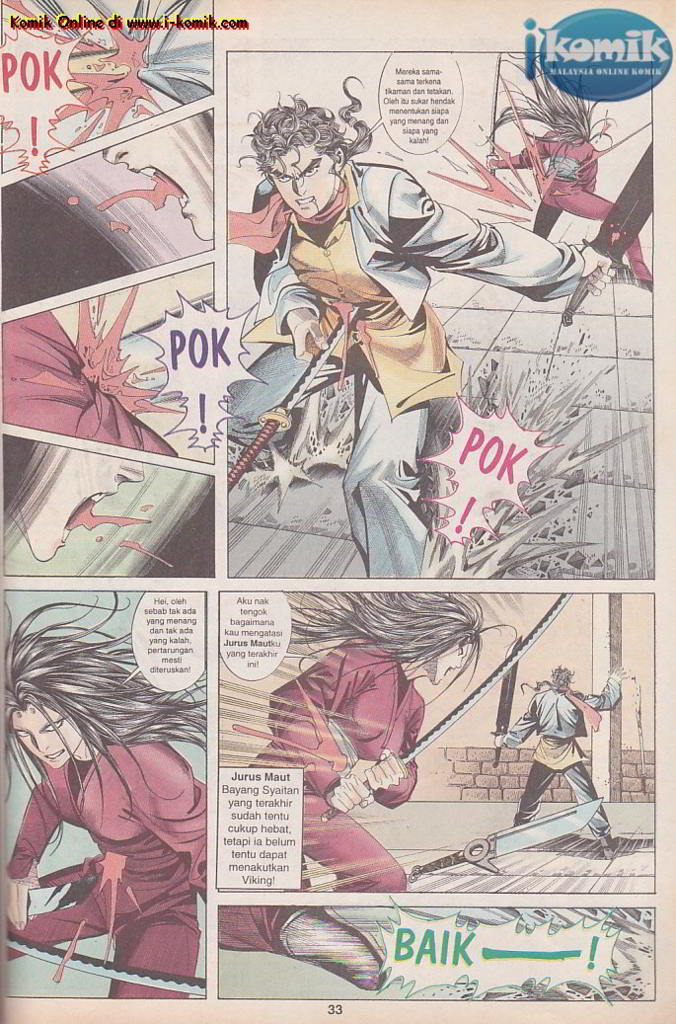 Komik Online di www.i-komik.com
ikomik
MALAYSIA ONLINE KOMIK
POK
!
Mereka sama-
sama terkena
tikaman dan tetakan.
Oleh itu sukar hendak
menentukan siapa
yang menang dan
siapa yang
kalah!
POK
!
POK
!
Hei, oleh
sebab tak ada
yang menang
dan tak ada
yang kalah,
pertarungan
mesti
diteruskan!
Aku nak
tengok
bagaimana
kau mengatasi
Jurus Mautku
yang terakhir
ini!
Jurus Maut
Bayang Syaitan
yang terakhir
sudah tentu
cukup hebat,
tetapi ia belum
tentu dapat
menakutkan
Viking!
BAIK — !
33